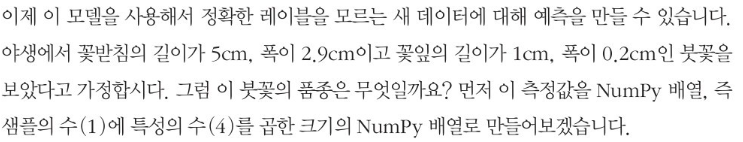 이제 이 모델을 사용해서 정확한 레이블을 모르는 새 데이터에 대해 예측을 만들 수 있습니다.
야생에서 꽃받침의 길이가 5cm, 폭이 2.9cm이고 꽃잎의 길이가 1cm, 폭이 0.2cm인 붓꽃을
보았다고 가정합시다. 그럼 이 붓꽃의 품종은 무엇일까요? 먼저 이 측정값을 NumPy 배열, 즉
샘플의 수(1)에 특성의 수(4)를 곱한 크기의 NumPy 배열로 만들어보겠습니다.